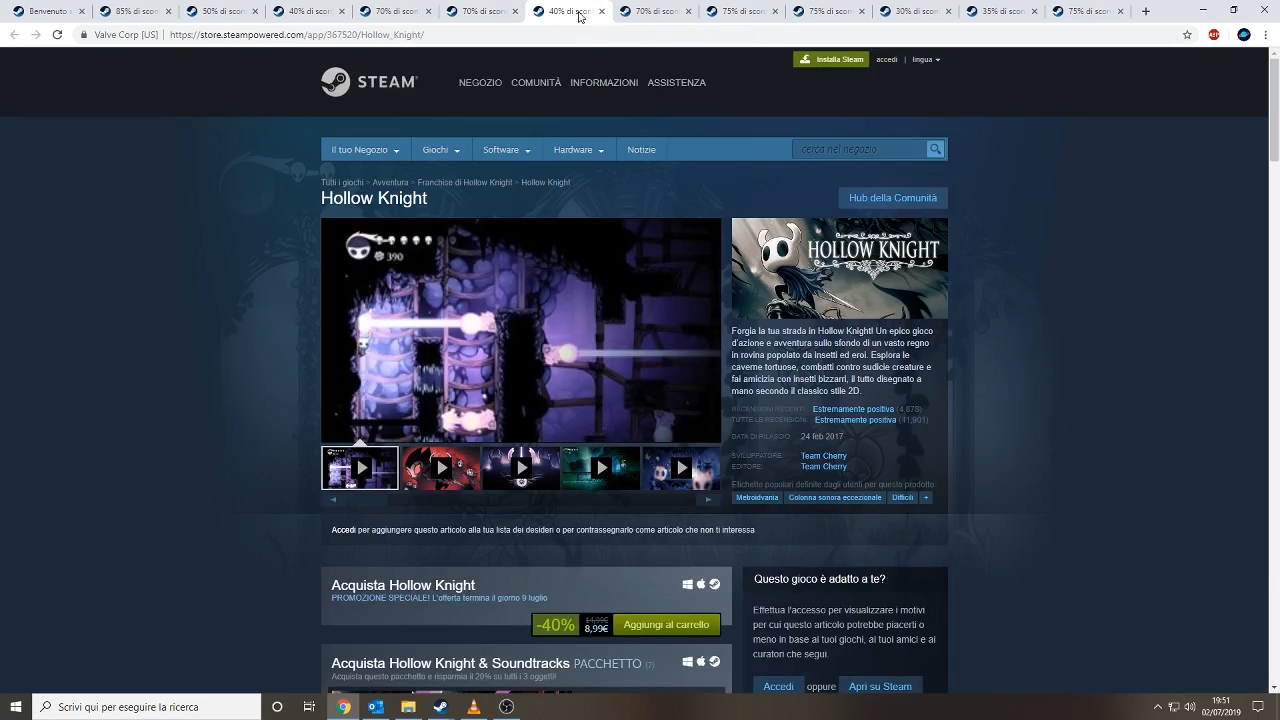 Benvenuto
85% di scon
50% di scon
40% di scon
70% di scon
70% di scon
40% di scon
70% di scon
75% di scon
75% di scon
30% di scon
35% di scon
75% di scon
Valve Corp [US] | https://store.steampowered.com/app/367520/Hollow_Knight/
ABP
Installa Steam accedi | lingua
STEAM
NEGOZIO COMUNITÀ INFORMAZIONI ASSISTENZA
Il tuo Negozio Giochi Software Hardware Notizie cerca nel negozio
Tutti i giochi > Avventura > Franchise di Hollow Knight > Hollow Knight
Hollow Knight
Hub della Comunità
390
HOLLOW KNIGHT
Forgia la tua strada in Hollow Knight! Un epico gioco
d'azione e avventura sullo sfondo di un vasto regno
in rovina popolato da insetti ed eroi. Esplora le
caverne tortuose, combatti contro sudicie creature e
fai amicizia con insetti bizzarri, il tutto disegnato a
mano secondo il classico stile 2D.
RECENSIONI RECENTI: Estremamente positiva (4,878)
TUTTE LE RECENSIONI: Estremamente positiva (41,901)
DATA DI RILASCIO: 24 feb 2017
SVILUPPATORE: Team Cherry
EDITORE: Team Cherry
Etichette popolari definite dagli utenti per questo prodotto
Metroidvania Colonna sonora eccezionale Difficili +
Accedi per aggiungere questo articolo alla tua lista dei desideri o per contrassegnarlo come articolo che non ti interessa
Acquista Hollow Knight
PROMOZIONE SPECIALE! L'offerta termina il giorno 9 luglio
-40% 14,99€ 8,99€ Aggiungi al carrello
Questo gioco è adatto a te?
Effettua l'accesso per visualizzare i motivi
per cui questo articolo potrebbe piacerti o
meno in base ai tuoi giochi, ai tuoi amici e ai
curatori che segui.
Accedi oppure Apri su Steam
Acquista Hollow Knight & Soundtracks PACCHETTO (7)
Acquista questo pacchetto e risparmia il 20% su tutti i 3 oggetti!
Scrivi qui per eseguire la ricerca
19:51
02/07/2019